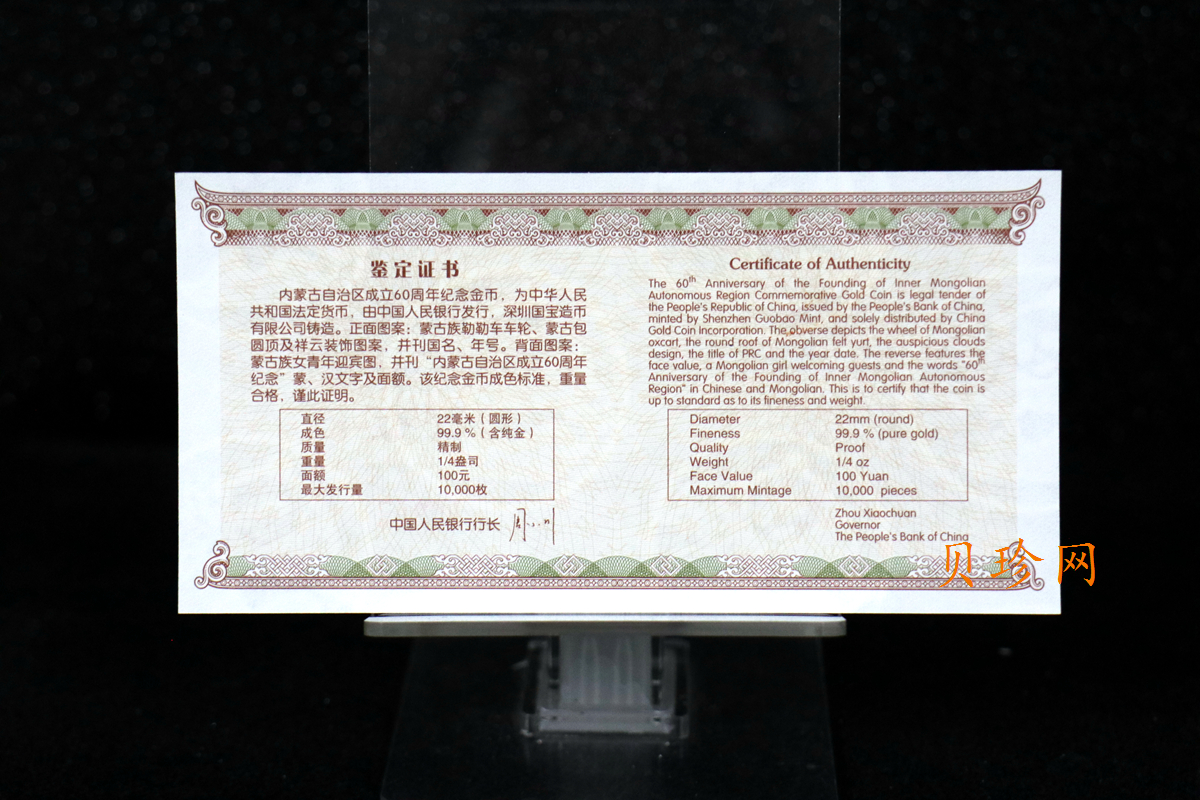 鉴定证书
内蒙古自治区成立60周年纪念金币，为中华人民
共和国法定货币，由中国人民银行发行，深圳国宝造币
有限公司铸造。正面图案：蒙古族勒勒车车轮、蒙古包
圆顶及祥云装饰图案，并刊国名、年号。背面图案：
蒙古族女青年迎宾图，并刊“内蒙古自治区成立60周年
纪念”蒙、汉文字及面额。该纪念金币成色标准，重量
合格，谨此证明。
直径 22毫米（圆形）
成色 99.9％（含纯金）
质量 精制
重量 1/4盎司
面额 100元
最大发行量 10,000枚
中国人民银行行长 周小川
Certificate of Authenticity
The 60th Anniversary of the Founding of Inner Mongolian
Autonomous Region Commemorative Gold Coin is legal tender of
the People's Republic of China, issued by the People's Bank of China,
minted by Shenzhen Guobao Mint, and solely distributed by China
Gold Coin Incorporation. The obverse depicts the wheel of Mongolian
oxcart, the round roof of Mongolian felt yurt, the auspicious clouds
design, the title of PRC and the year date. The reverse features the
face value, a Mongolian girl welcoming guests and the words "60th
Anniversary of the Founding of Inner Mongolian Autonomous
Region" in Chinese and Mongolian. This is to certify that the coin is
up to standard as to its fineness and weight.
Diameter 22mm (round)
Fineness 99.9 % (pure gold)
Quality Proof
Weight 1/4 oz
Face Value 100 Yuan
Maximum Mintage 10,000 pieces
Zhou Xiaochuan
Governor
The People's Bank of China
贝珍网